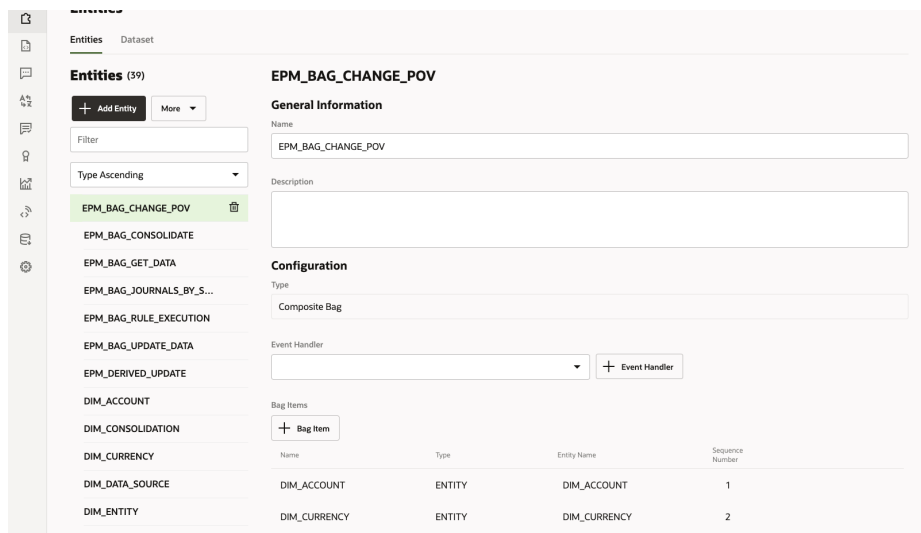 Entities
Entities Dataset
Entities (39)
Add Entity More
Filter
Type Ascending
EPM_BAG_CHANGE_POV
EPM_BAG_CONSOLIDATE
EPM_BAG_GET_DATA
EPM_BAG_JOURNALS_BY_S...
EPM_BAG_RULE_EXECUTION
EPM_BAG_UPDATE_DATA
EPM_DERIVED_UPDATE
DIM_ACCOUNT
DIM_CONSOLIDATION
DIM_CURRENCY
DIM_DATA_SOURCE
DIM_ENTITY
EPM_BAG_CHANGE_POV
General Information
Name
EPM_BAG_CHANGE_POV
Description
Configuration
Type
Composite Bag
Event Handler
Event Handler
Bag Items
Bag Item
Name Type Entity Name Sequence Number
DIM_ACCOUNT ENTITY DIM_ACCOUNT 1
DIM_CURRENCY ENTITY DIM_CURRENCY 2